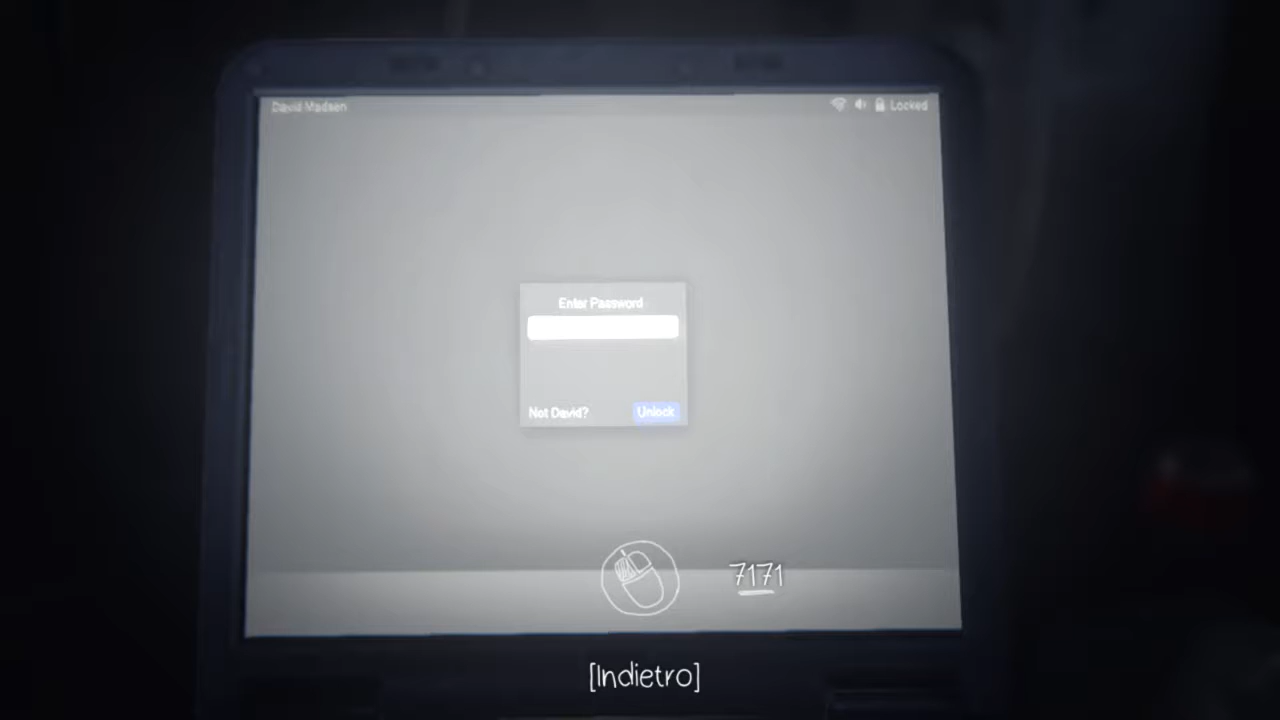 David Madsen
Locked
Enter Password
Not David?
Unlock
7171
[Indietro]